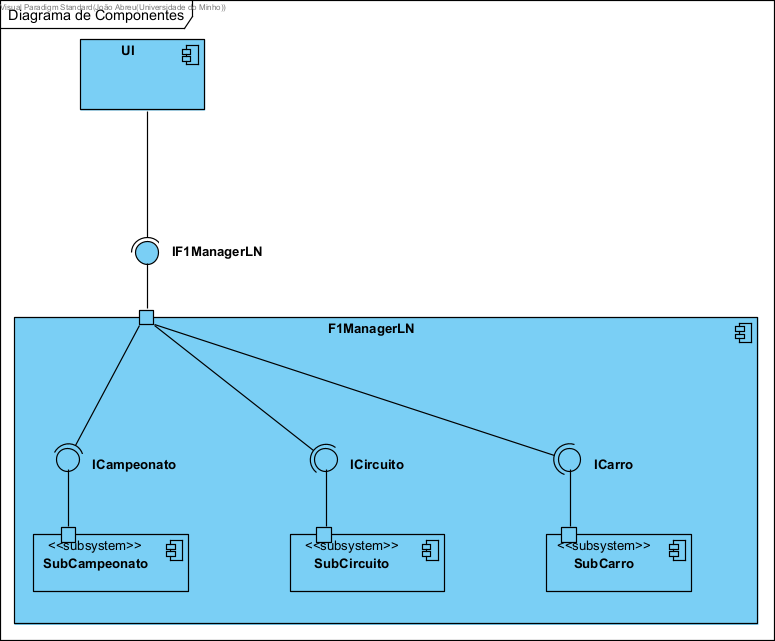 Visual Paradigm Standard(João Abreu(Universidade do Minho))
Diagrama de Componentes
UI
IF1ManagerLN
F1ManagerLN
ICampeonato
ICircuito
ICarro
<<subsystem>>
SubCampeonato
<<subsystem>>
SubCircuito
<<subsystem>>
SubCarro